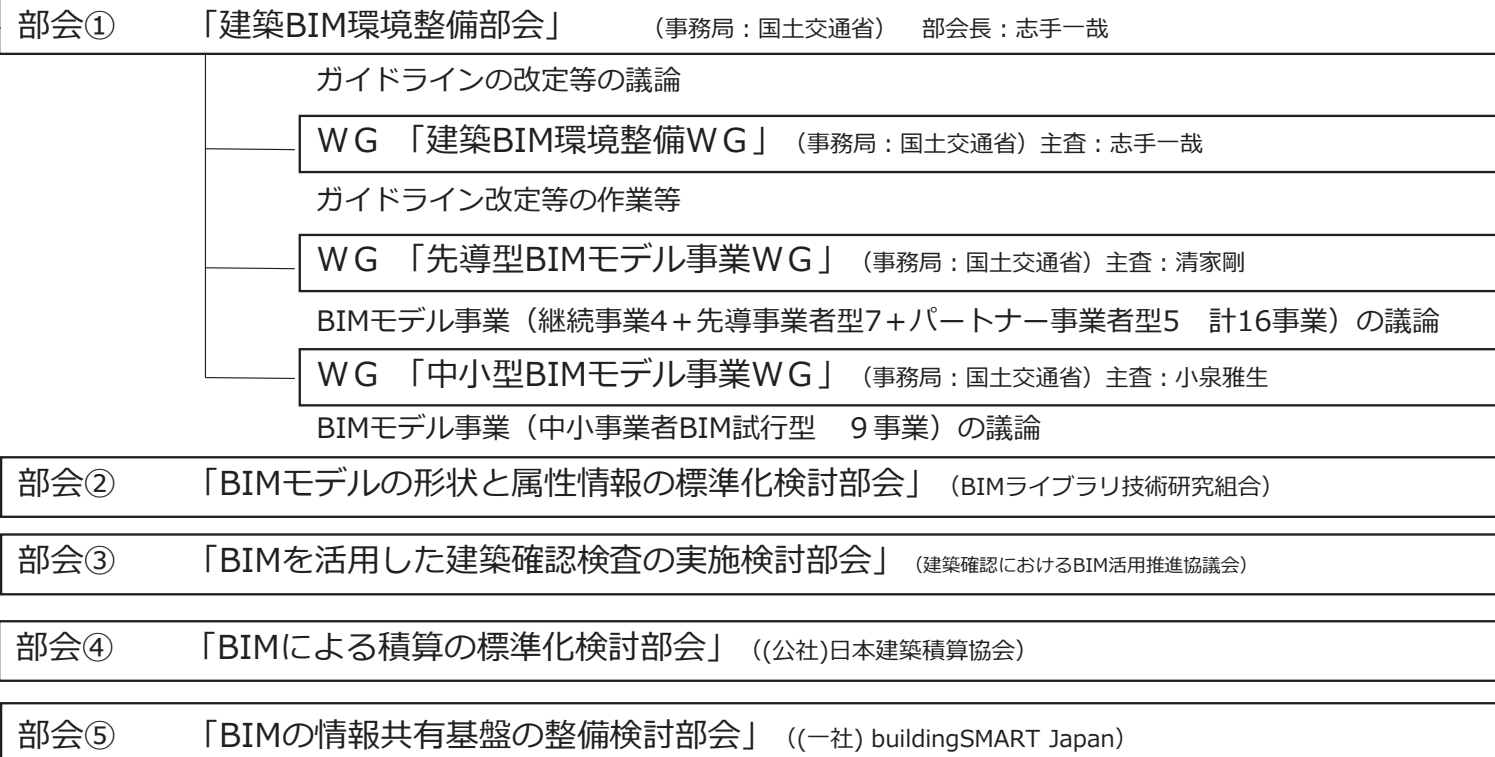 部会① 「建築BIM環境整備部会」 （事務局：国土交通省） 部会長：志手一哉
ガイドラインの改定等の議論
ＷＧ 「建築BIM環境整備ＷＧ」（事務局：国土交通省）主査：志手一哉
ガイドライン改定等の作業等
ＷＧ 「先導型BIMモデル事業ＷＧ」（事務局：国土交通省）主査：清家剛
BIMモデル事業（継続事業4＋先導事業者型7＋パートナー事業者型5 計16事業）の議論
ＷＧ 「中小型BIMモデル事業ＷＧ」（事務局：国土交通省）主査：小泉雅生
BIMモデル事業（中小事業者BIM試行型 ９事業）の議論
部会② 「BIMモデルの形状と属性情報の標準化検討部会」（BIMライブラリ技術研究組合）
部会③ 「BIMを活用した建築確認検査の実施検討部会」（建築確認におけるBIM活用推進協議会）
部会④ 「BIMによる積算の標準化検討部会」（(公社)日本建築積算協会）
部会⑤ 「BIMの情報共有基盤の整備検討部会」（(一社) buildingSMART Japan）